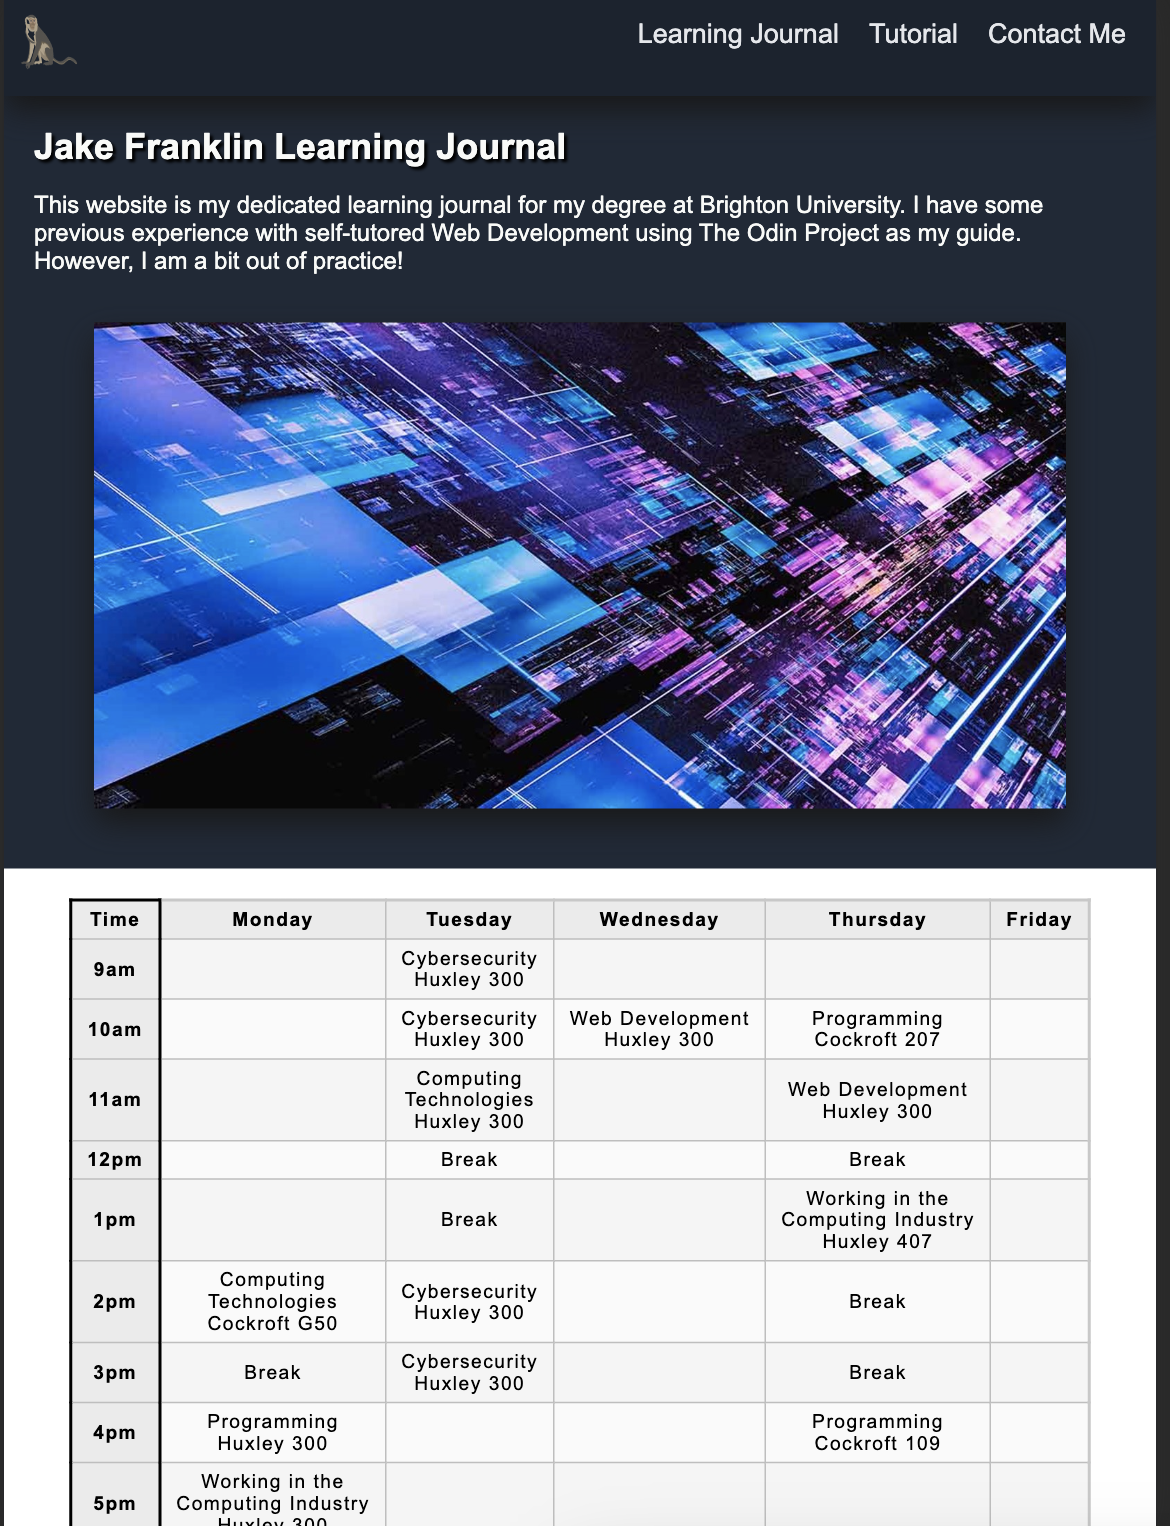 Learning Journal Tutorial Contact Me
Jake Franklin Learning Journal
This website is my dedicated learning journal for my degree at Brighton University. I have some
previous experience with self-tutored Web Development using The Odin Project as my guide.
However, I am a bit out of practice!
Time Monday Tuesday Wednesday Thursday Friday
9am
Cybersecurity
Huxley 300
10am
Cybersecurity
Huxley 300
Web Development
Huxley 300
Programming
Cockroft 207
11am
Computing
Technologies
Huxley 300
Web Development
Huxley 300
12pm
Break
Break
1pm
Break
Working in the
Computing Industry
Huxley 407
2pm
Computing
Technologies
Cockroft G50
Cybersecurity
Huxley 300
Break
3pm
Break
Cybersecurity
Huxley 300
Break
4pm
Programming
Huxley 300
Programming
Cockroft 109
5pm
Working in the
Computing Industry
Huxley 300